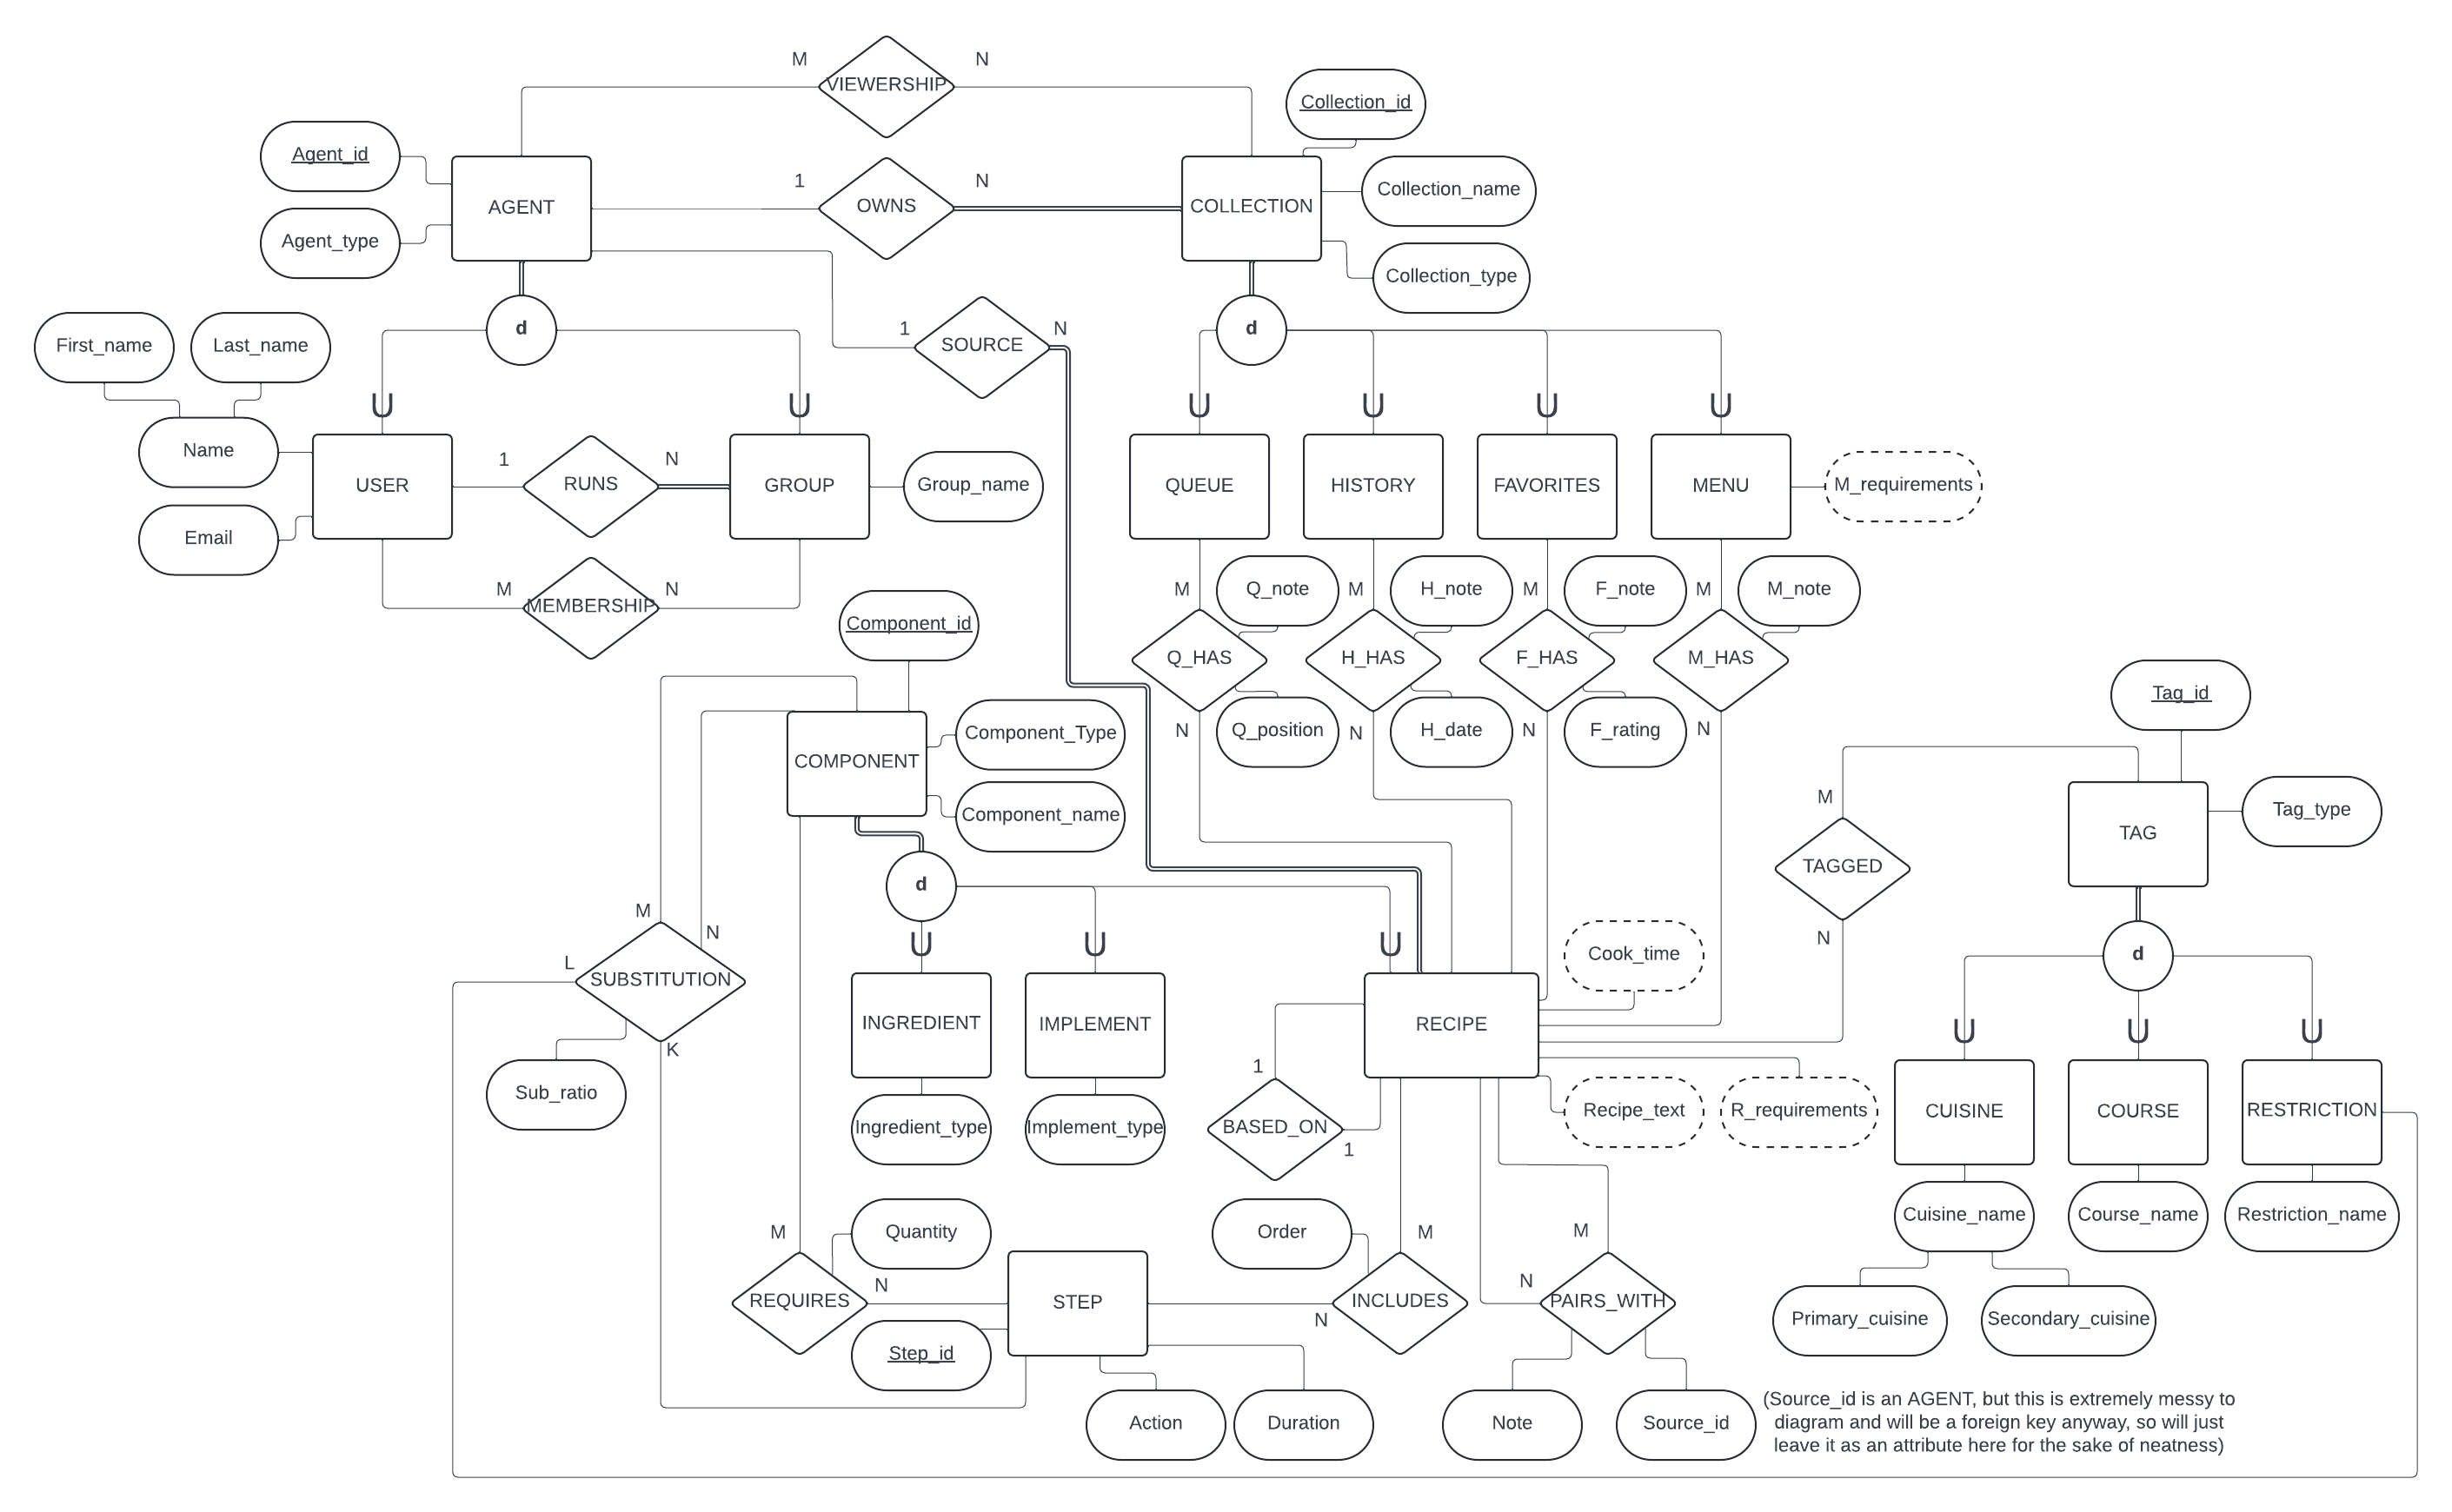 M
VIEWERSHIP
N
Collection_id
Agent_id
AGENT
1
OWNS
N
COLLECTION
Collection_name
Agent_type
Collection_type
d
1
SOURCE
N
d
First_name
Last_name
U
U
U
U
U
U
Name
USER
1
RUNS
N
GROUP
Group_name
QUEUE
HISTORY
FAVORITES
MENU
M_requirements
Email
M
MEMBERSHIP
N
M
Q_note
M
H_note
M
F_note
M
M_note
Component_id
Q_HAS
H_HAS
F_HAS
M_HAS
Tag_id
Component_Type
N
Q_position
N
H_date
N
F_rating
N
COMPONENT
Component_name
M
TAG
Tag_type
TAGGED
d
M
N
U
U
U
Cook_time
N
d
L
SUBSTITUTION
K
INGREDIENT
IMPLEMENT
RECIPE
U
U
U
Sub_ratio
Ingredient_type
Implement_type
1
BASED_ON
1
Recipe_text
R_requirements
CUISINE
COURSE
RESTRICTION
M
Quantity
Order
M
M
Cuisine_name
Course_name
Restriction_name
REQUIRES
N
STEP
N
INCLUDES
N
PAIRS_WITH
Primary_cuisine
Secondary_cuisine
Step_id
Action
Duration
Note
Source_id
(Source_id is an AGENT, but this is extremely messy to
diagram and will be a foreign key anyway, so will just
leave it as an attribute here for the sake of neatness)